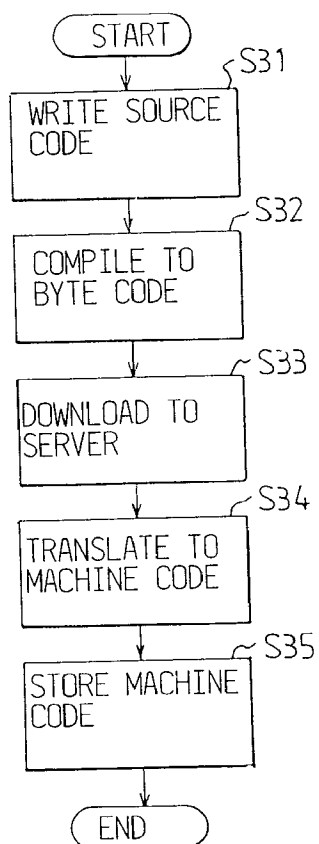 START
S31
WRITE SOURCE
CODE
S32
COMPILE TO
BYTE CODE
S33
DOWNLOAD TO
SERVER
S34
TRANSLATE TO
MACHINE CODE
S35
STORE MACHINE
CODE
END